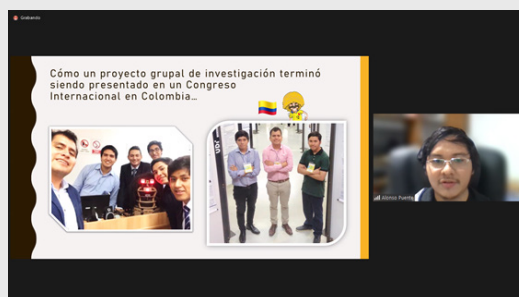 Grabando
Cómo un proyecto grupal de investigación terminó
siendo presentado en un Congreso
Internacional en Colombia...
Alonso Puente